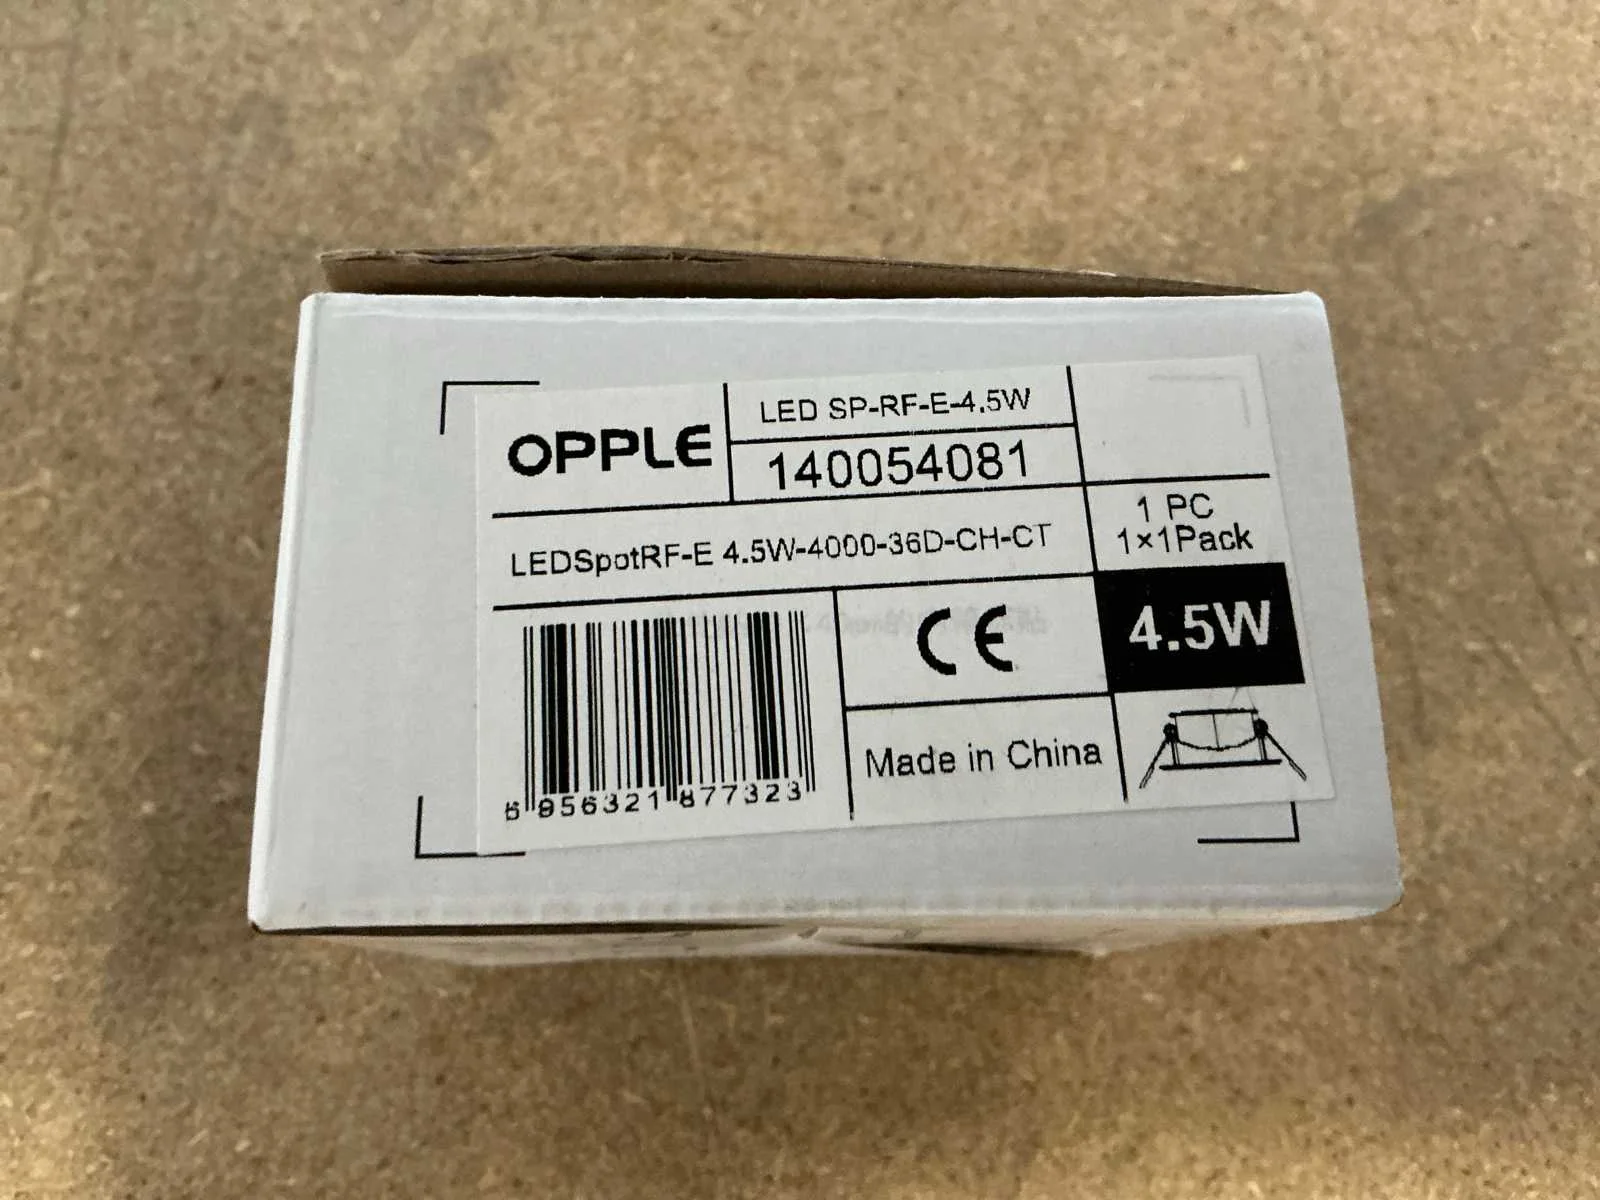 OPPLE
LED SP-RF-E-4.5W
140054081
LEDSpotRF-E 4.5W-4000-36D-CH-CT
1 PC
1×1Pack
4.5W
CE
Made in China
6 956321 877323